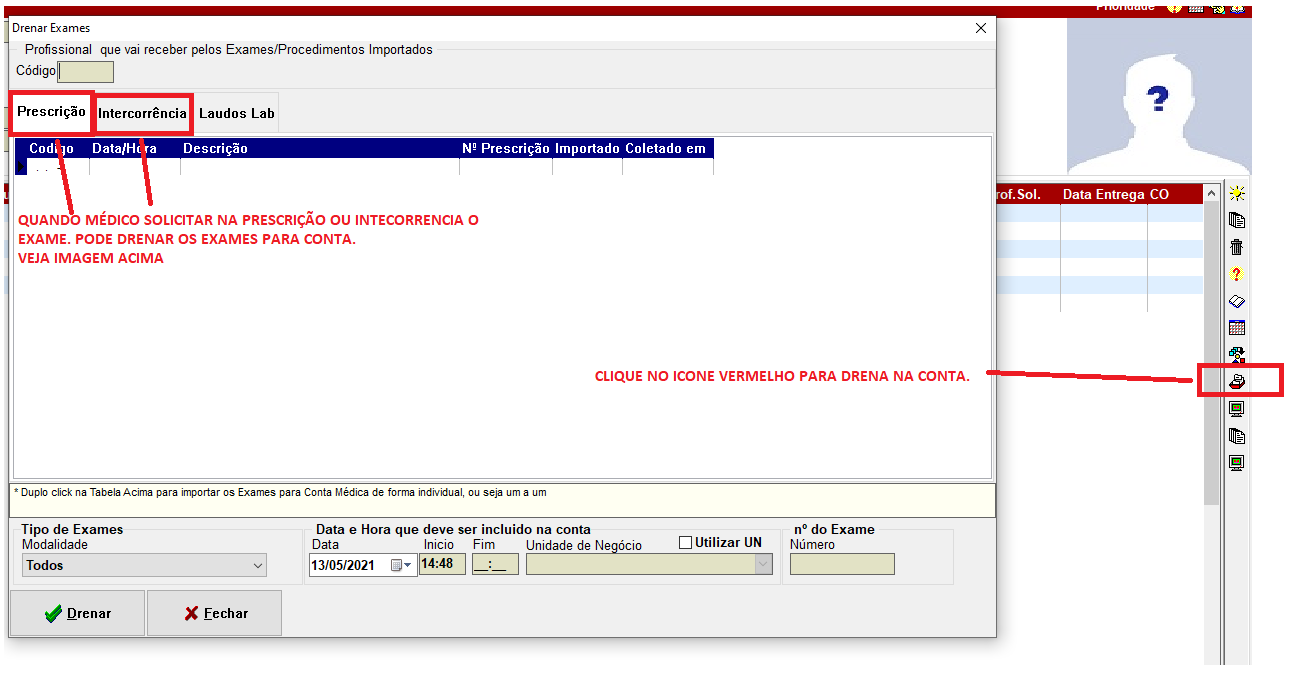 Prioridade
Drenar Exames
Profissional que vai receber pelos Exames/Procedimentos Importados
Código
Prescrição Intercorrência Laudos Lab
Codigo Data/Hora Descrição Nº Prescrição Importado Coletado em
rof.Sol. Data Entrega CO
QUANDO MÉDICO SOLICITAR NA PRESCRIÇÃO OU INTECORRENCIA O
EXAME. PODE DRENAR OS EXAMES PARA CONTA.
VEJA IMAGEM ACIMA
CLIQUE NO ICONE VERMELHO PARA DRENA NA CONTA.
* Duplo click na Tabela Acima para importar os Exames para Conta Médica de forma individual, ou seja um a um
Tipo de Exames Data e Hora que deve ser incluido na conta nº do Exame
Modalidade Data Inicio Fim Unidade de Negócio Utilizar UN Número
Todos 13/05/2021 14:48 __:__
Drenar Fechar